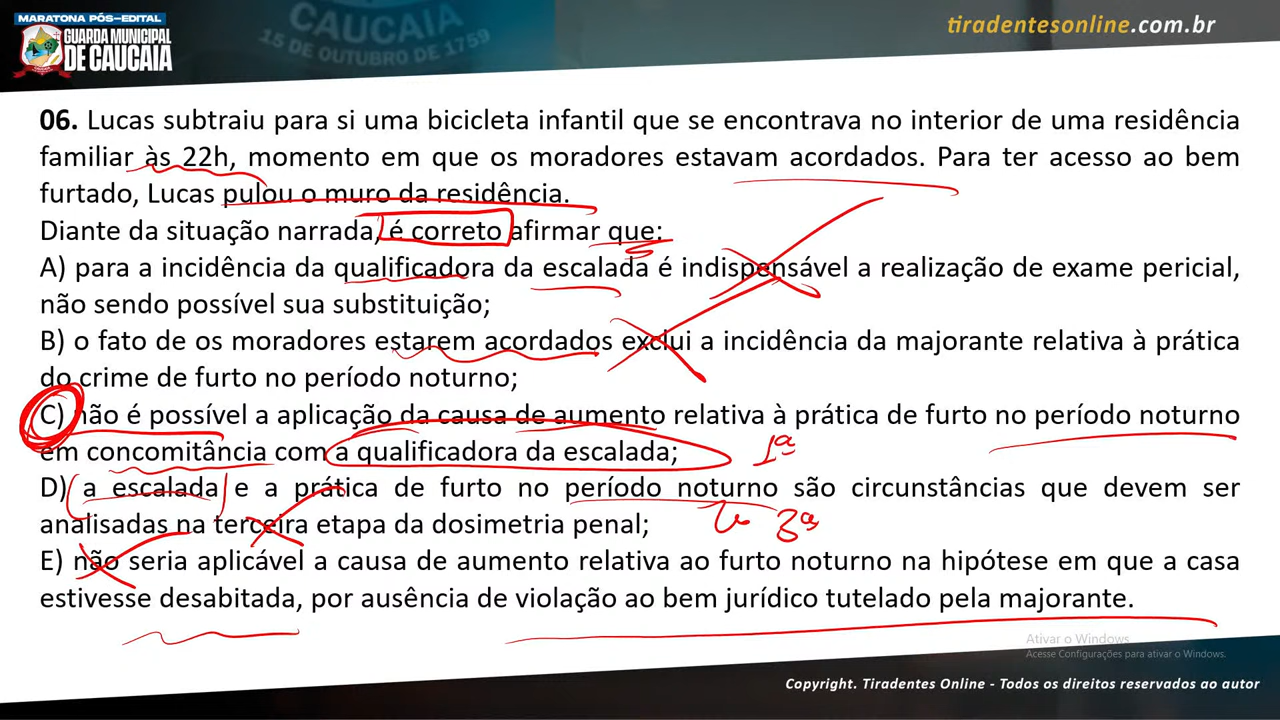 MARATONA PÓS-EDITAL
GUARDA MUNICIPAL
DE CAUCAIA
CAUCAIA
15 DE OUTUBRO DE 1759
tiradentesonline.com.br
06. Lucas subtraiu para si uma bicicleta infantil que se encontrava no interior de uma residência
familiar às 22h, momento em que os moradores estavam acordados. Para ter acesso ao bem
furtado, Lucas pulou o muro da residência.
Diante da situação narrada, é correto afirmar que:
A) para a incidência da qualificadora da escalada é indispensável a realização de exame pericial,
não sendo possível sua substituição;
B) o fato de os moradores estarem acordados exclui a incidência da majorante relativa à prática
do crime de furto no período noturno;
C) não é possível a aplicação da causa de aumento relativa à prática de furto no período noturno
em concomitância com a qualificadora da escalada;
1ª
D) a escalada e a prática de furto no período noturno são circunstâncias que devem ser
analisadas na terceira etapa da dosimetria penal;
3ª
E) não seria aplicável a causa de aumento relativa ao furto noturno na hipótese em que a casa
estivesse desabitada, por ausência de violação ao bem jurídico tutelado pela majorante.
Ativar o Windows
Acesse Configurações para ativar o Windows.
Copyright. Tiradentes Online - Todos os direitos reservados ao autor